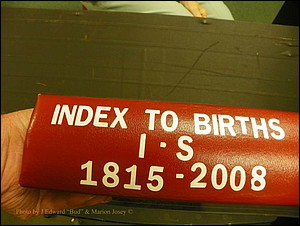 INDEX TO BIRTHS
I · S
1815 - 2008
Photo by J Edward "Bud" & Marion Josey ©